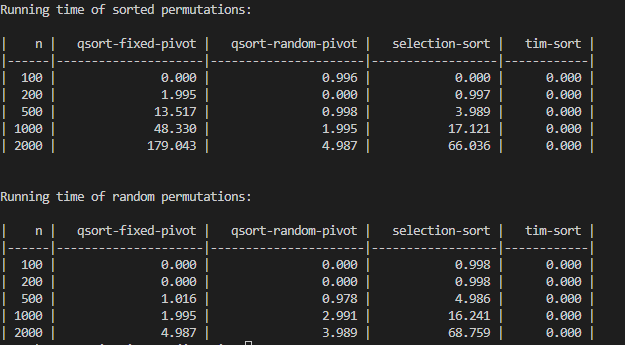 Running time of sorted permutations:
|    n |   qsort-fixed-pivot |   qsort-random-pivot |   selection-sort |   tim-sort |
|------|---------------------|----------------------|------------------|------------|
|  100 |               0.000 |                0.996 |            0.000 |      0.000 |
|  200 |               1.995 |                0.000 |            0.997 |      0.000 |
|  500 |              13.517 |                0.998 |            3.989 |      0.000 |
| 1000 |              48.330 |                1.995 |           17.121 |      0.000 |
| 2000 |             179.043 |                4.987 |           66.036 |      0.000 |
Running time of random permutations:
|    n |   qsort-fixed-pivot |   qsort-random-pivot |   selection-sort |   tim-sort |
|------|---------------------|----------------------|------------------|------------|
|  100 |               0.000 |                0.000 |            0.998 |      0.000 |
|  200 |               0.000 |                0.000 |            0.998 |      0.000 |
|  500 |               1.016 |                0.978 |            4.986 |      0.000 |
| 1000 |               1.995 |                2.991 |           16.241 |      0.000 |
| 2000 |               4.987 |                3.989 |           68.759 |      0.000 |